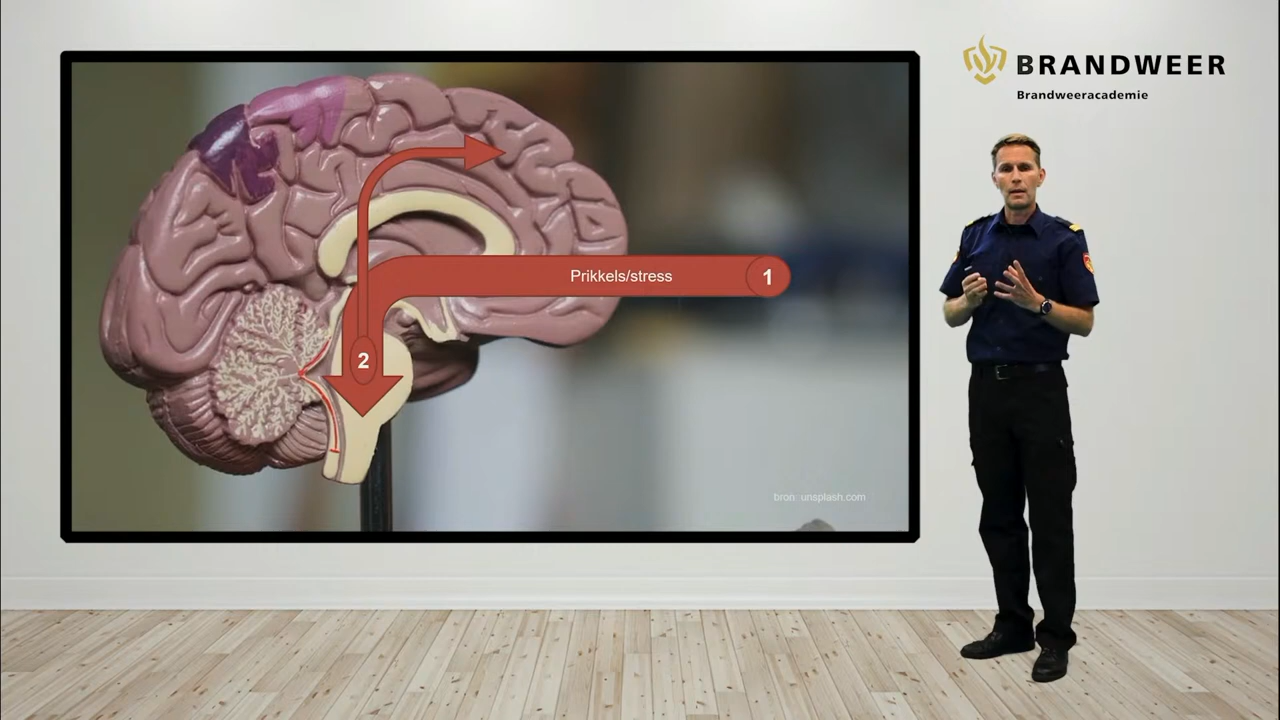 BRANDWEER
Brandweeracademie
Prikkels/stress
1
2
bron: unsplash.com